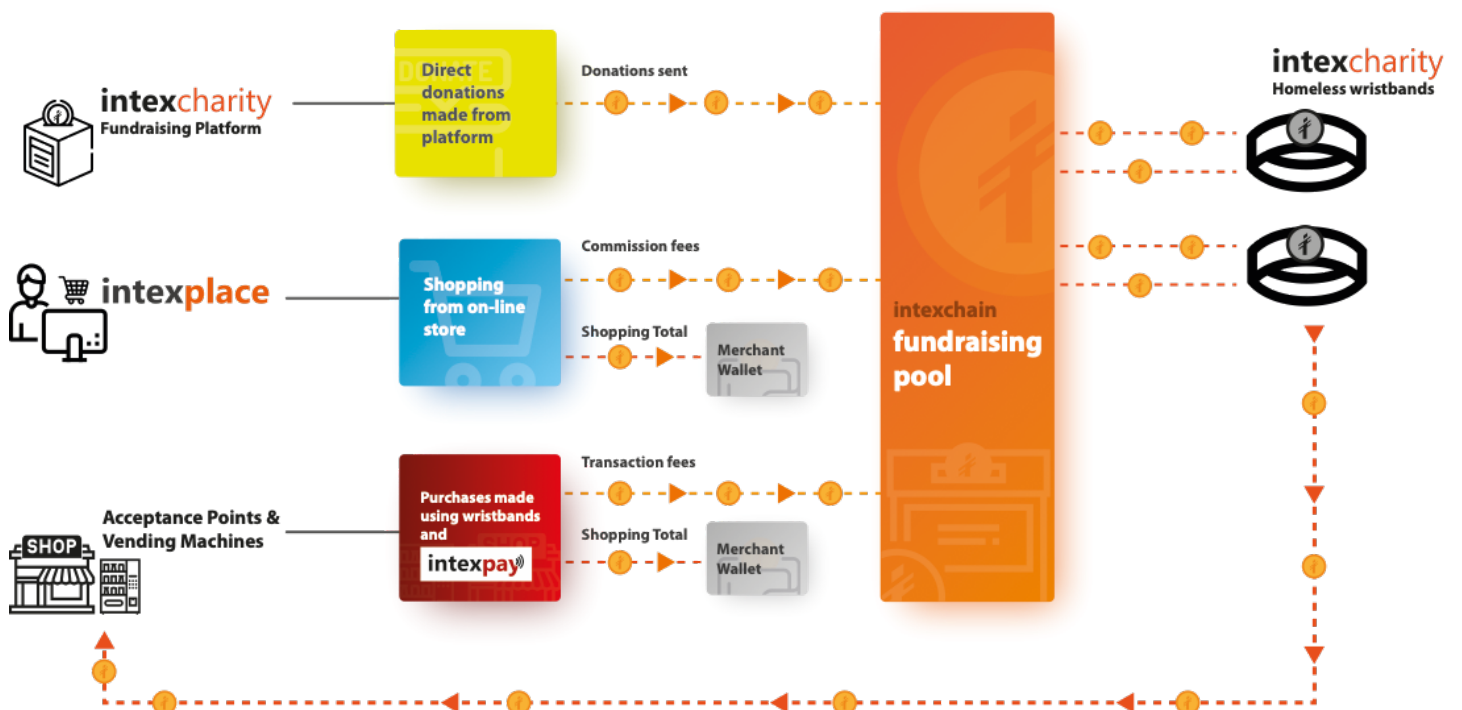 intexcharity
Fundraising Platform
DONATE
Direct
donations
made from
platform
Donations sent
intexcharity
Homeless wristbands
intexplace
Shopping
from on-line
store
Commission fees
Shopping Total
Merchant
Wallet
intexchain
fundraising
pool
Acceptance Points &
Vending Machines
SHOP
Purchases made
using wristbands
and
intexpay
Transaction fees
Shopping Total
Merchant
Wallet